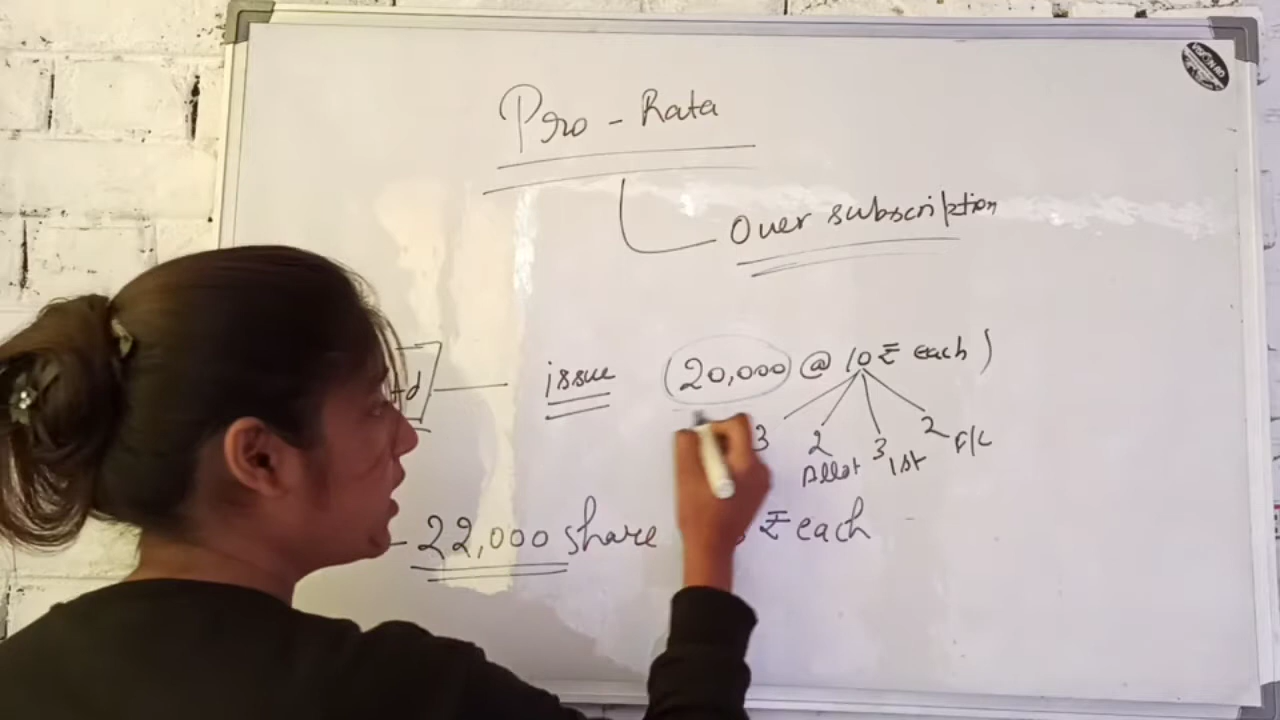 Pro-Rata
Over subscription
td issue 20,000 @ 10 ₹ each)
3 2 3 2
Allot 1st F/C
22,000 share ₹ each